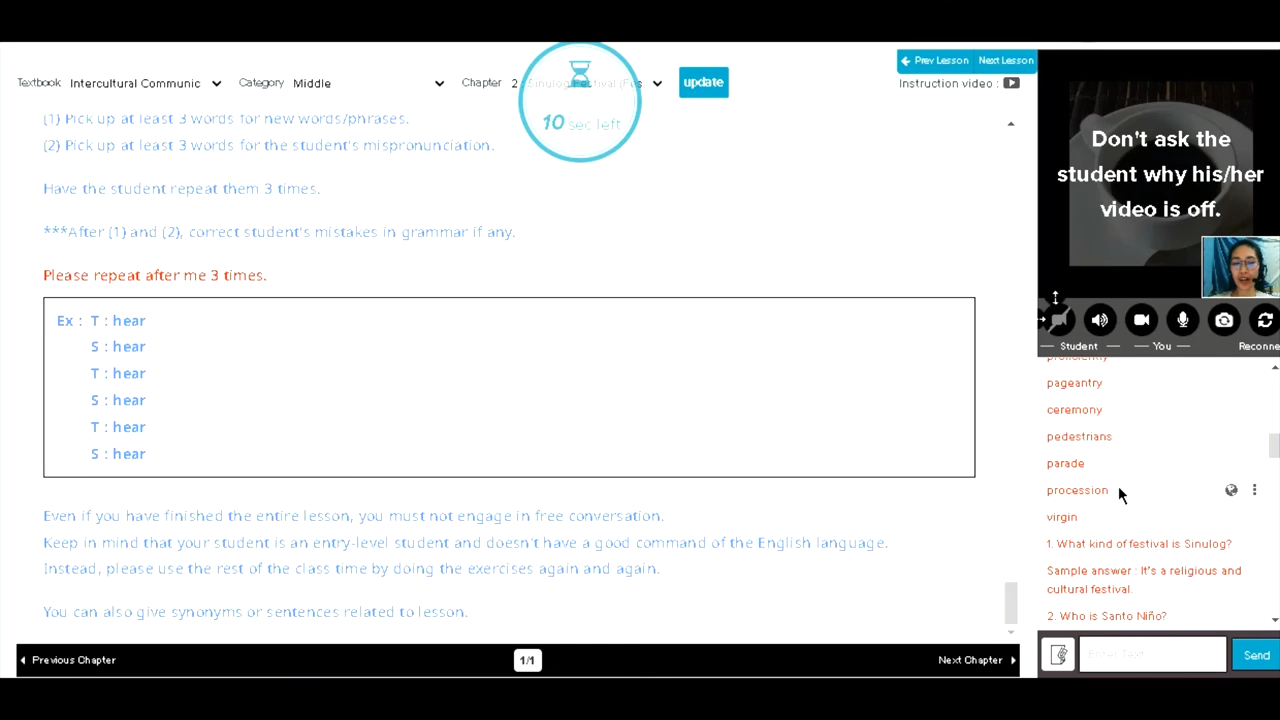 Prev Lesson Next Lesson
Textbook Intercultural Communic Category Middle Chapter 2 : Sinulog Festival (Fus update Instruction video :
10 sec left
(1) Pick up at least 3 words for new words/phrases.
(2) Pick up at least 3 words for the student's mispronunciation.
Have the student repeat them 3 times.
***After (1) and (2), correct student's mistakes in grammar if any.
Please repeat after me 3 times.
Ex : T : hear
S : hear
T : hear
S : hear
T : hear
S : hear
Even if you have finished the entire lesson, you must not engage in free conversation.
Keep in mind that your student is an entry-level student and doesn't have a good command of the English language.
Instead, please use the rest of the class time by doing the exercises again and again.
You can also give synonyms or sentences related to lesson.
Previous Chapter 1/1 Next Chapter
Don't ask the
student why his/her
video is off.
Student You Reconne
proficiently
pageantry
ceremony
pedestrians
parade
procession
virgin
1. What kind of festival is Sinulog?
Sample answer : It's a religious and
cultural festival.
2. Who is Santo Niño?
Enter Text Send